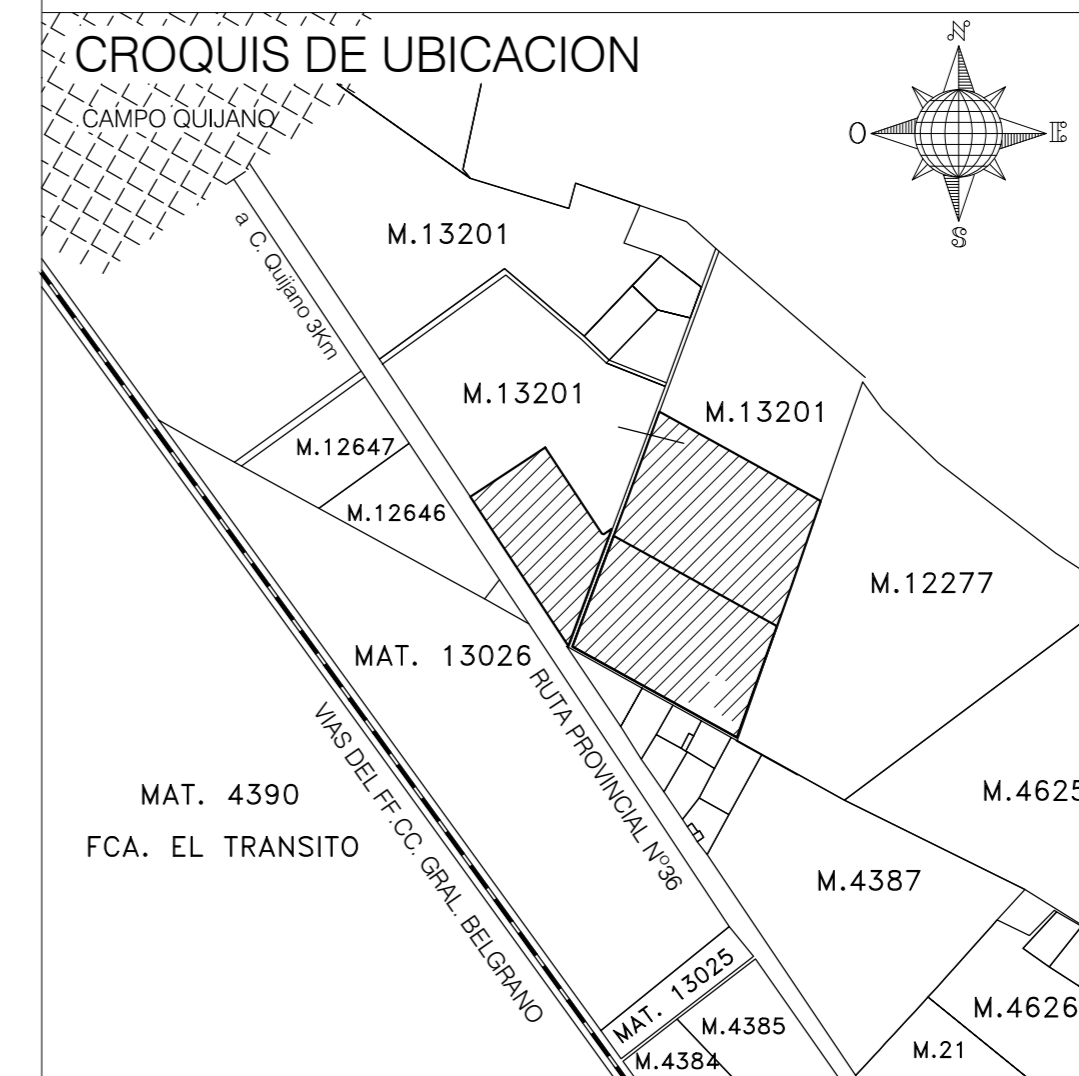 CROQUIS DE UBICACION
N
O
E
S
CAMPO QUIJANO
a C. Quijano 3Km
M.13201
M.13201
M.13201
M.12647
M.12646
M.12277
MAT. 13026
RUTA PROVINCIAL Nº36
VIAS DEL FF.CC. GRAL. BELGRANO
MAT. 4390
FCA. EL TRANSITO
M.4625
M.4387
MAT. 13025
M.4385
M.4384
M.4626
M.21